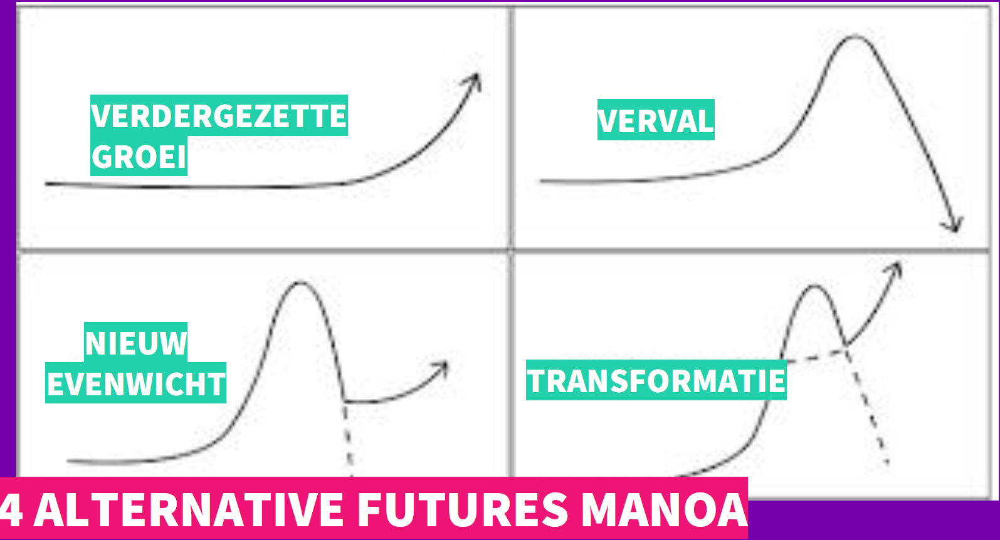 VERDERGEZETTE
GROEI
VERVAL
NIEUW
EVENWICHT
TRANSFORMATIE
4 ALTERNATIVE FUTURES MANOA